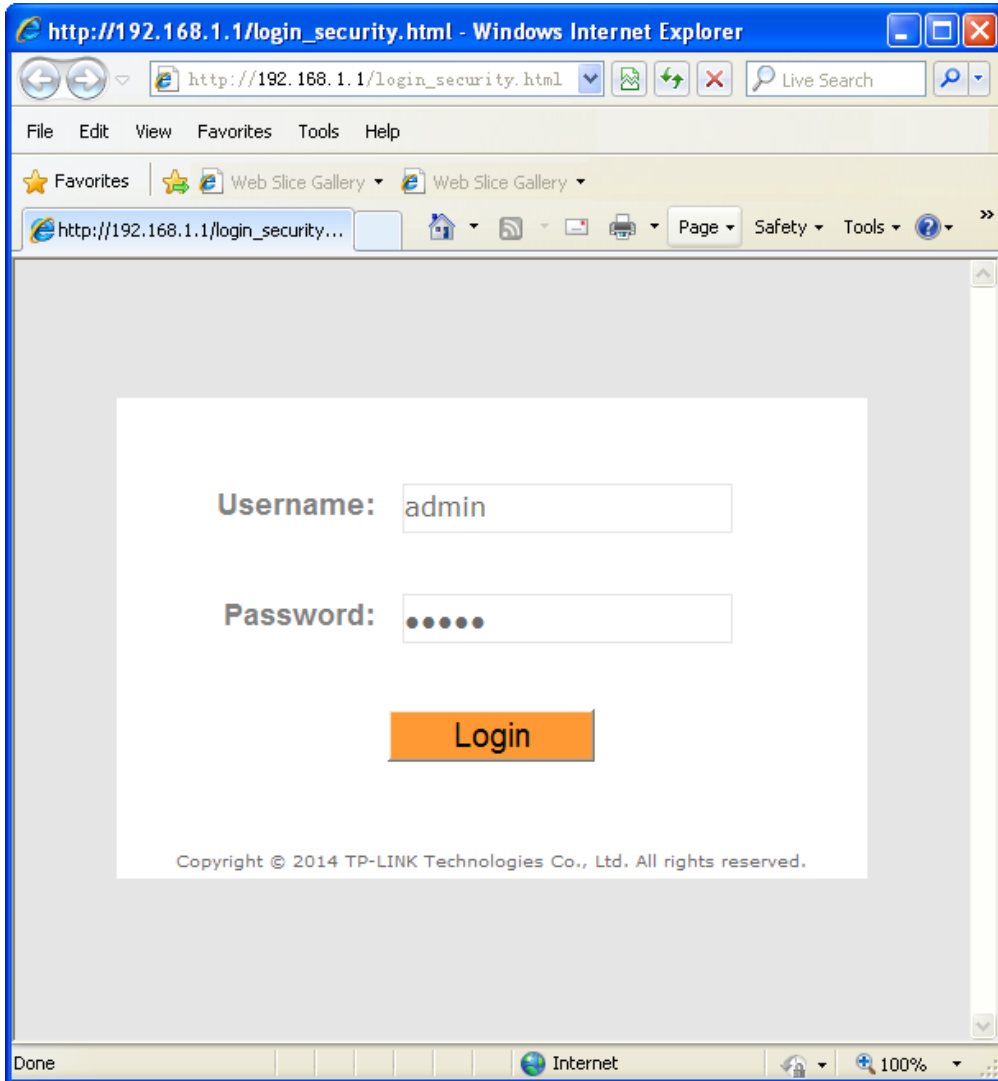 http://192.168.1.1/login_security.html - Windows Internet Explorer
http://192.168.1.1/login_security.html
Live Search
File Edit View Favorites Tools Help
Favorites Web Slice Gallery Web Slice Gallery
http://192.168.1.1/login_security... Page Safety Tools »
Username: admin
Password: •••••
Login
Copyright © 2014 TP-LINK Technologies Co., Ltd. All rights reserved.
Done Internet 100%